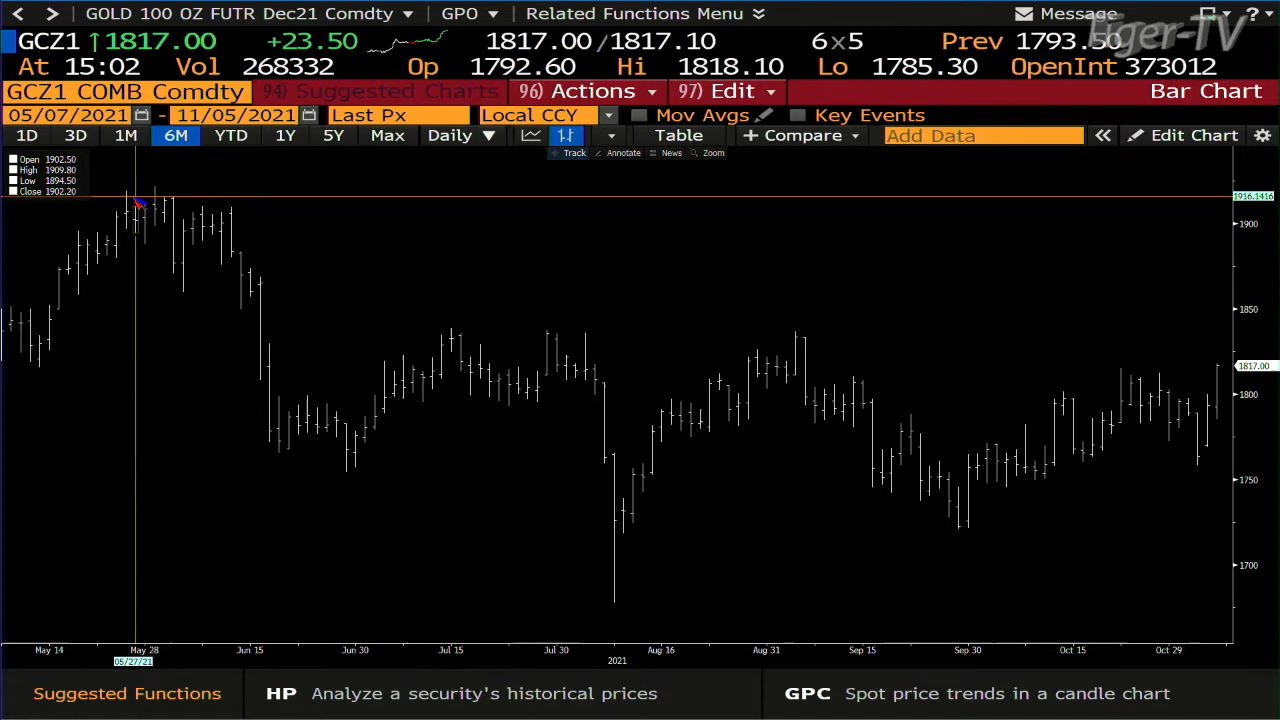 GOLD 100 OZ FUTR Dec21 Comdty GPO Related Functions Menu Message ?
Eger-TV
GCZ1 ↑1817.00 +23.50 1817.00/1817.10 6×5 Prev 1793.50
At 15:02 Vol 268332 Op 1792.60 Hi 1818.10 Lo 1785.30 OpenInt 373012
GCZ1 COMB Comdty 94) Suggested Charts 96) Actions 97) Edit Bar Chart
05/07/2021 - 11/05/2021 Last Px Local CCY Mov Avgs Key Events
1D 3D 1M 6M YTD 1Y 5Y Max Daily Table + Compare Add Data Edit Chart
Track Annotate News Zoom
Open 1902.50
High 1909.80
Low 1894.50
Close 1902.20
1916.1416
1900
1850
1817.00
1800
1750
1700
May 14 May 28 Jun 15 Jun 30 Jul 15 Jul 30 Aug 16 Aug 31 Sep 15 Sep 30 Oct 15 Oct 29
05/27/21 2021
Suggested Functions HP Analyze a security's historical prices GPC Spot price trends in a candle chart